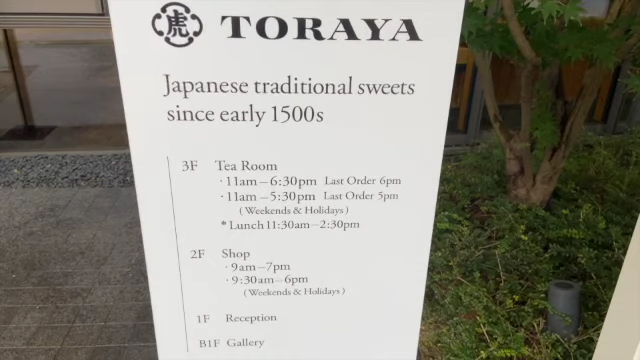 虎 TORAYA
Japanese traditional sweets
since early 1500s
3F Tea Room
・11am–6:30pm Last Order 6pm
・11am–5:30pm Last Order 5pm
(Weekends & Holidays)
* Lunch 11:30am–2:30pm
2F Shop
・9am–7pm
・9:30am–6pm
(Weekends & Holidays)
1F Reception
B1F Gallery